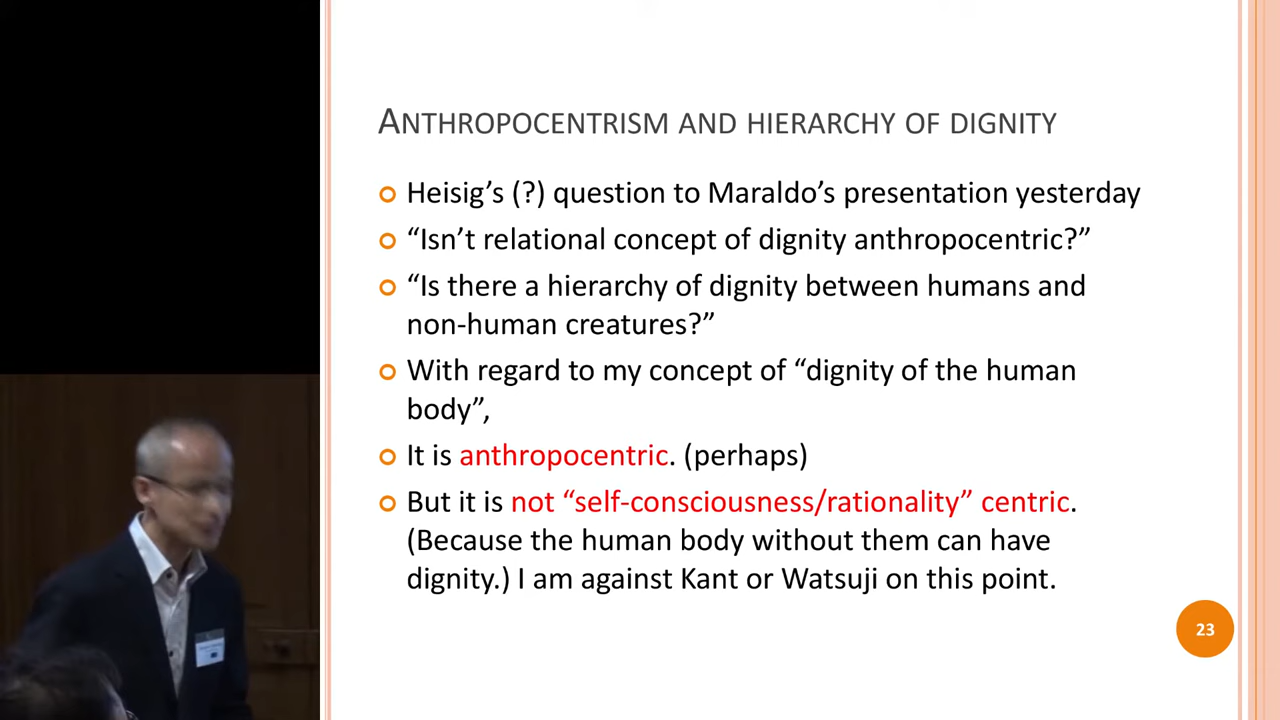 ANTHROPOCENTRISM AND HIERARCHY OF DIGNITY
Heisig’s (?) question to Maraldo’s presentation yesterday
“Isn’t relational concept of dignity anthropocentric?”
“Is there a hierarchy of dignity between humans and
non-human creatures?”
With regard to my concept of “dignity of the human
body”,
It is anthropocentric. (perhaps)
But it is not “self-consciousness/rationality” centric.
(Because the human body without them can have
dignity.) I am against Kant or Watsuji on this point.
23